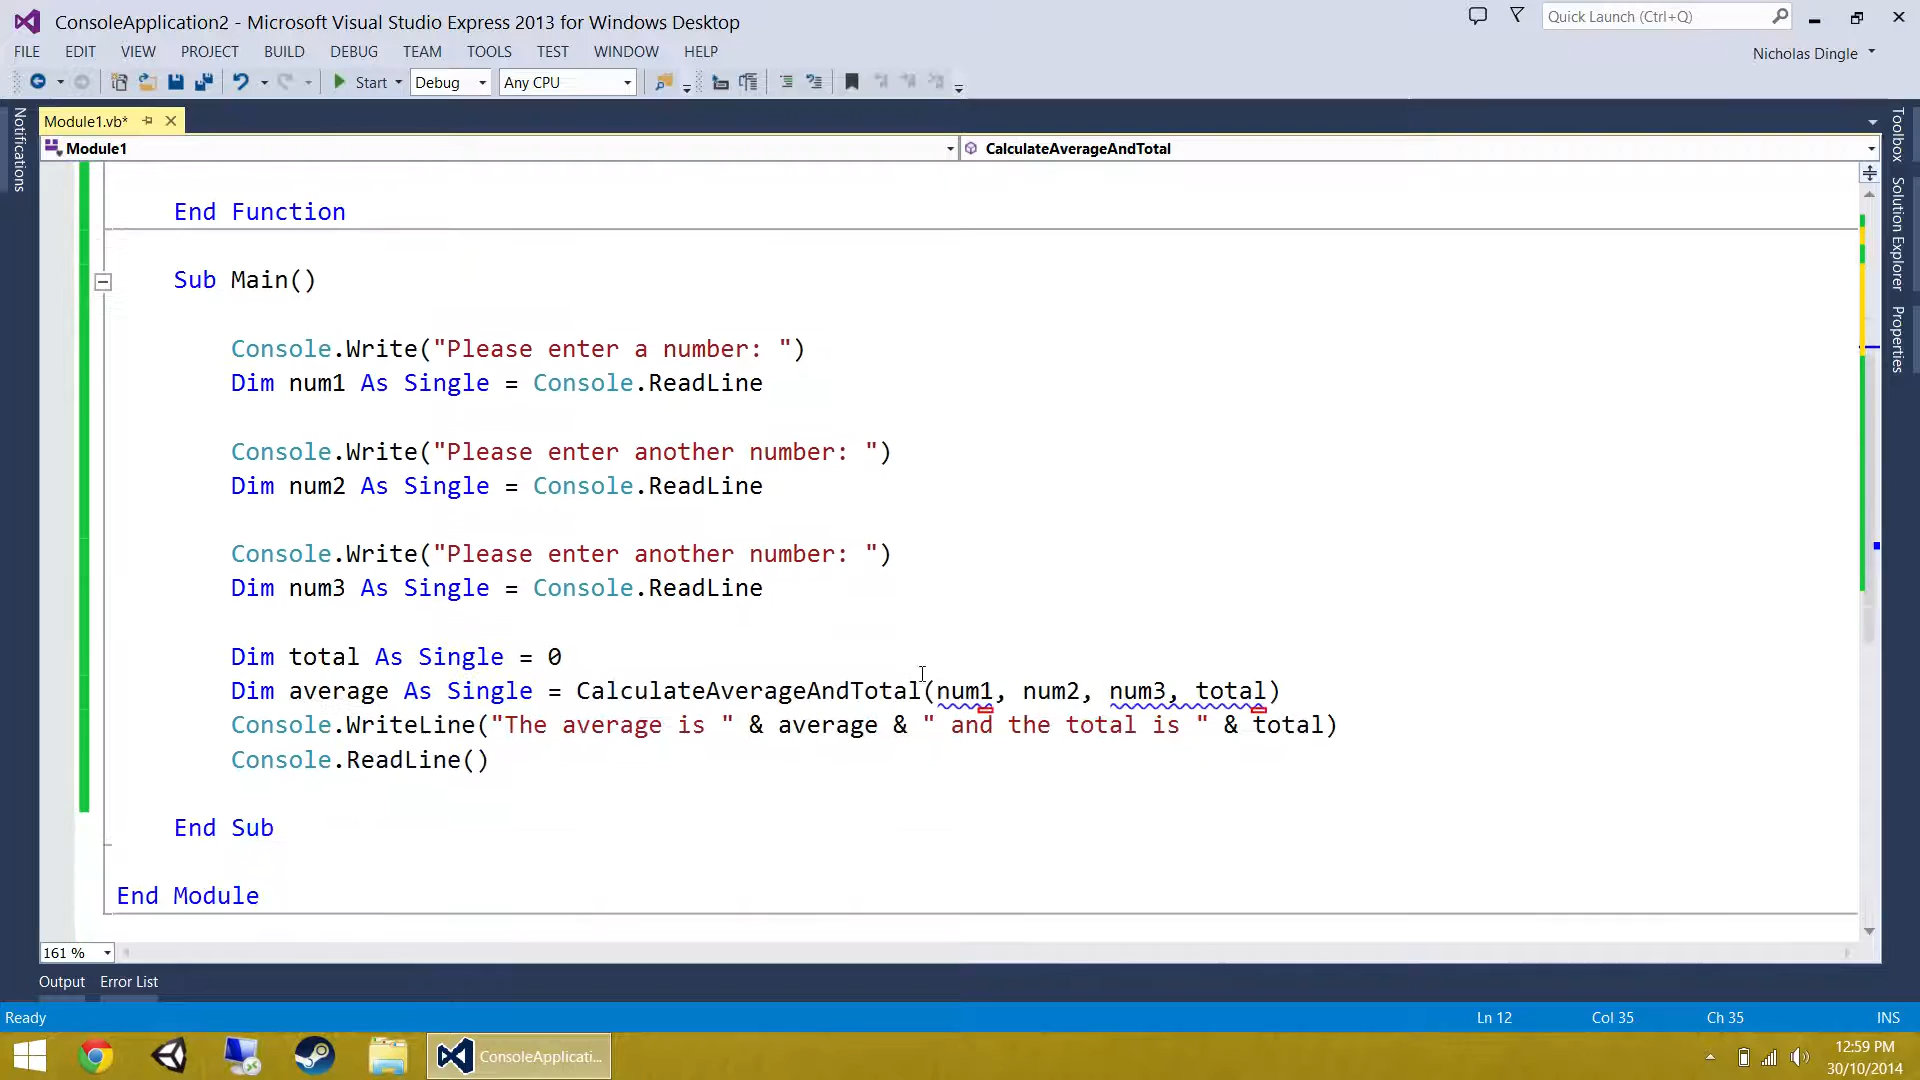 ConsoleApplication2 - Microsoft Visual Studio Express 2013 for Windows Desktop
Quick Launch (Ctrl+Q)
FILE EDIT VIEW PROJECT BUILD DEBUG TEAM TOOLS TEST WINDOW HELP
Nicholas Dingle
Start Debug Any CPU
Notifications
Module1.vb*
Toolbox
Solution Explorer
Properties
Module1
CalculateAverageAndTotal
End Function
Sub Main()
Console.Write("Please enter a number: ")
Dim num1 As Single = Console.ReadLine
Console.Write("Please enter another number: ")
Dim num2 As Single = Console.ReadLine
Console.Write("Please enter another number: ")
Dim num3 As Single = Console.ReadLine
Dim total As Single = 0
Dim average As Single = CalculateAverageAndTotal(num1, num2, num3, total)
Console.WriteLine("The average is " & average & " and the total is " & total)
Console.ReadLine()
End Sub
End Module
161 %
Output Error List
Ready
Ln 12 Col 35 Ch 35 INS
ConsoleApplicati...
12:59 PM
30/10/2014